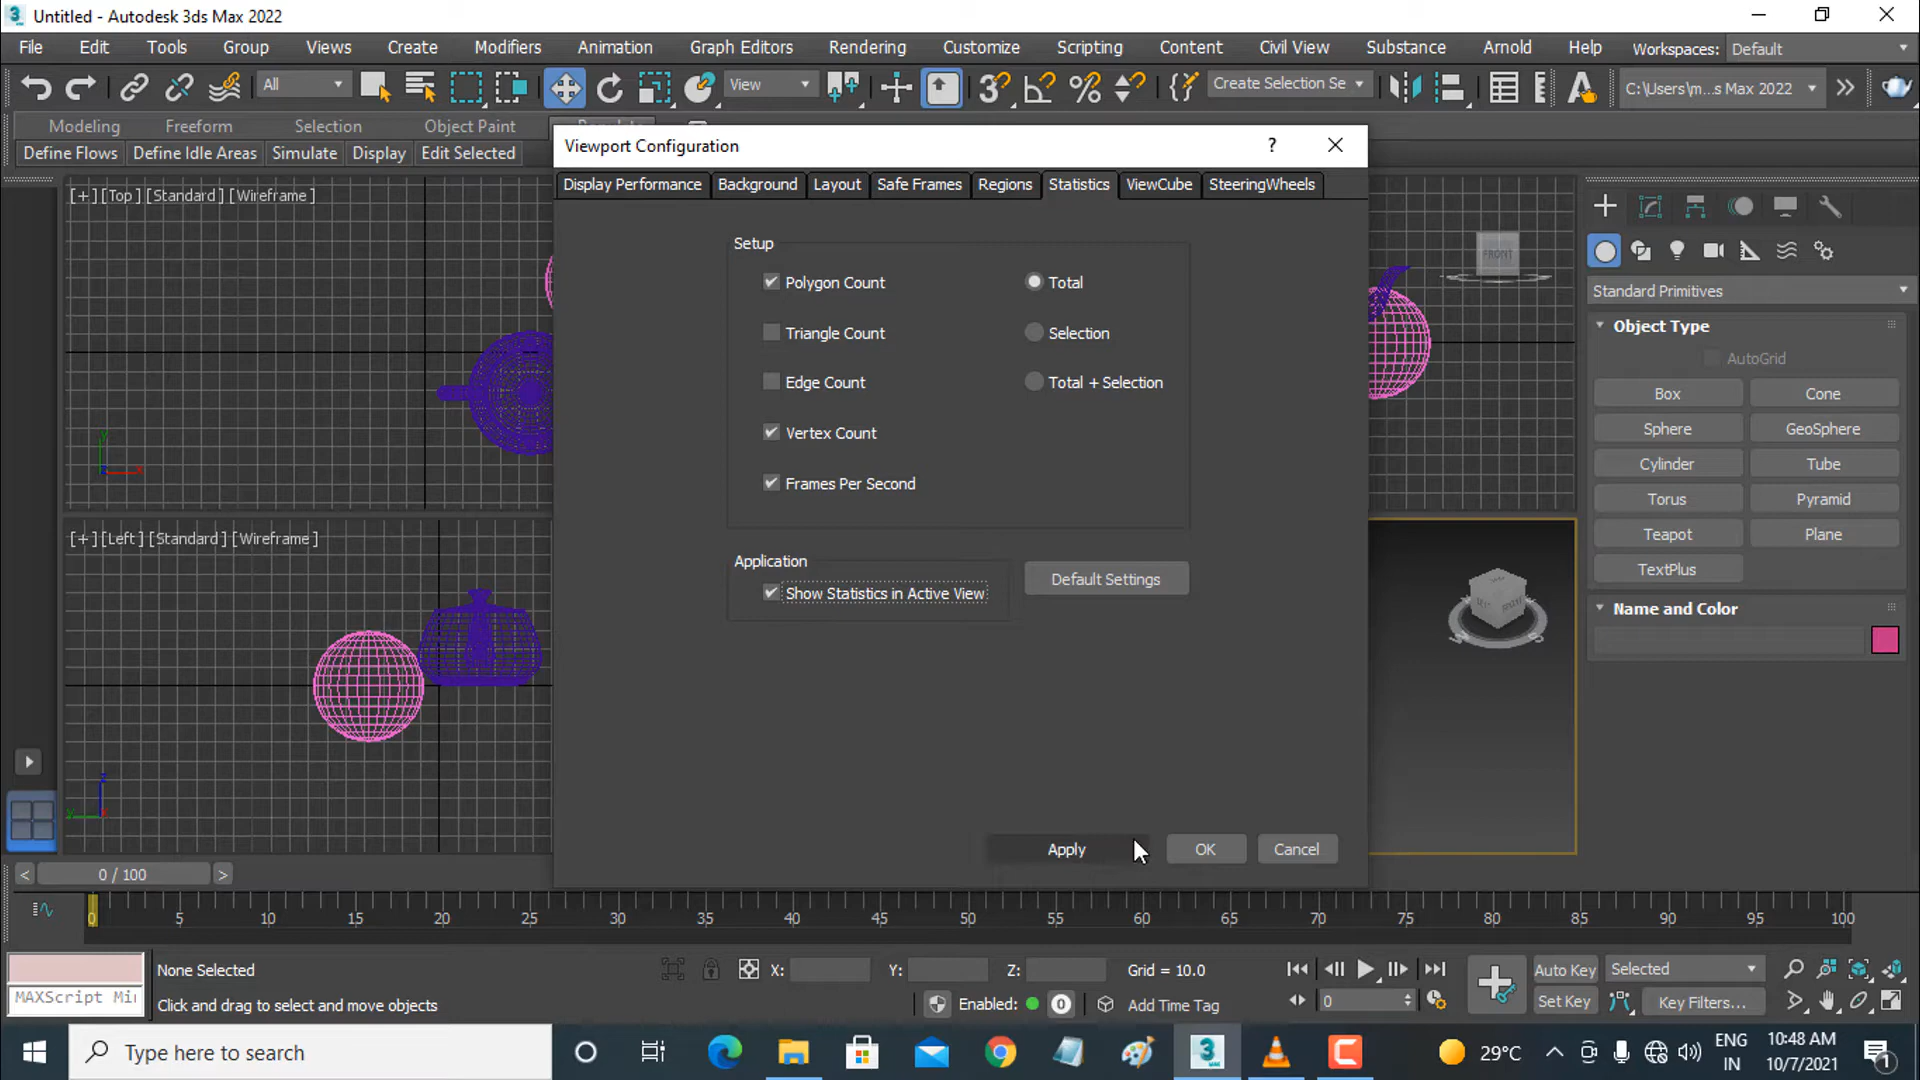 Untitled - Autodesk 3ds Max 2022
File Edit Tools Group Views Create Modifiers Animation Graph Editors Rendering Customize Scripting Content Civil View Substance Arnold Help Workspaces: Default
All View Create Selection Se C:\Users\m...s Max 2022
Modeling Freeform Selection Object Paint
Define Flows Define Idle Areas Simulate Display Edit Selected
Viewport Configuration ?
Display Performance Background Layout Safe Frames Regions Statistics ViewCube SteeringWheels
[+] [Top] [Standard] [Wireframe]
Setup
Polygon Count Total
Triangle Count Selection
Edge Count Total + Selection
Vertex Count
Frames Per Second
Application
Show Statistics in Active View Default Settings
Apply OK Cancel
FRONT
Standard Primitives
Object Type
AutoGrid
Box Cone
Sphere GeoSphere
Cylinder Tube
Torus Pyramid
Teapot Plane
TextPlus
Name and Color
[+] [Left] [Standard] [Wireframe]
< 0 / 100 >
0 5 10 15 20 25 30 35 40 45 50 55 60 65 70 75 80 85 90 95 100
None Selected X: Y: Z: Grid = 10.0 Auto Key Selected
MAXScript Mi Click and drag to select and move objects Enabled: 0 Add Time Tag 0 Set Key Key Filters...
Type here to search 29°C ENG IN 10:48 AM 10/7/2021 1